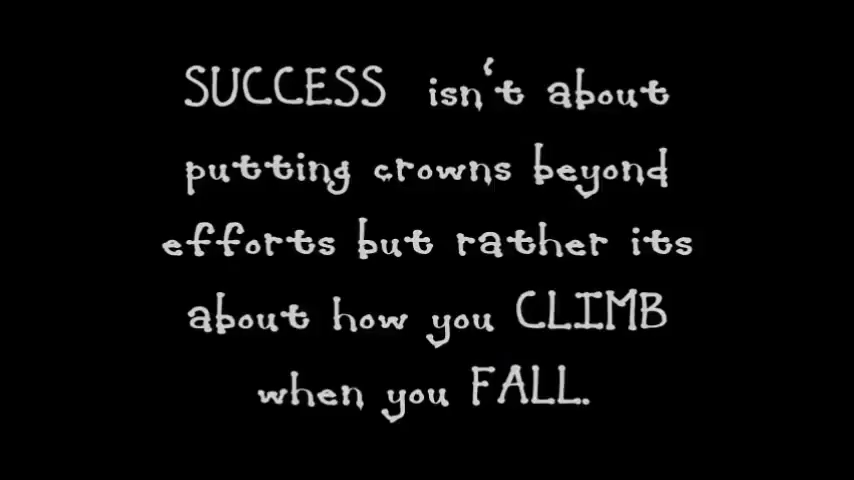 SUCCESS isn't about
putting crowns beyond
efforts but rather its
about how you CLIMB
when you FALL.